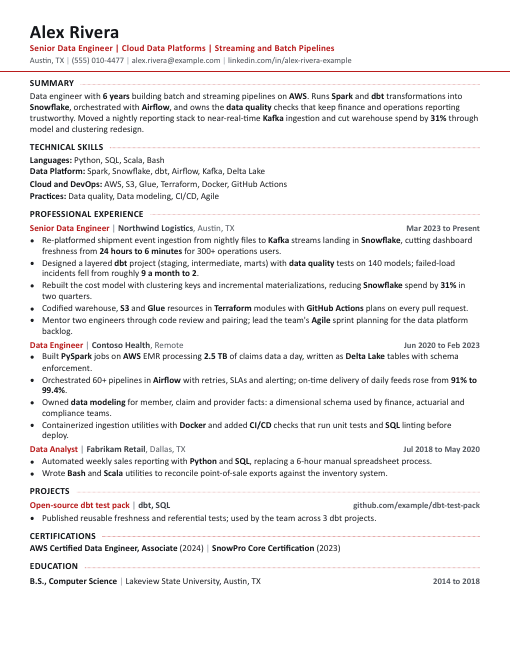 Alex Rivera
Senior Data Engineer | Cloud Data Platforms | Streaming and Batch Pipelines
Austin, TX | (555) 010-4477 | alex.rivera@example.com | linkedin.com/in/alex-rivera-example
SUMMARY
Data engineer with 6 years building batch and streaming pipelines on AWS. Runs Spark and dbt transformations into
Snowflake, orchestrated with Airflow, and owns the data quality checks that keep finance and operations reporting
trustworthy. Moved a nightly reporting stack to near-real-time Kafka ingestion and cut warehouse spend by 31% through
model and clustering redesign.
TECHNICAL SKILLS
Languages: Python, SQL, Scala, Bash
Data Platform: Spark, Snowflake, dbt, Airflow, Kafka, Delta Lake
Cloud and DevOps: AWS, S3, Glue, Terraform, Docker, GitHub Actions
Practices: Data quality, Data modeling, CI/CD, Agile
PROFESSIONAL EXPERIENCE
Senior Data Engineer | Northwind Logistics, Austin, TX Mar 2023 to Present
• Re-platformed shipment event ingestion from nightly files to Kafka streams landing in Snowflake, cutting dashboard
freshness from 24 hours to 6 minutes for 300+ operations users.
• Designed a layered dbt project (staging, intermediate, marts) with data quality tests on 140 models; failed-load
incidents fell from roughly 9 a month to 2.
• Rebuilt the cost model with clustering keys and incremental materializations, reducing Snowflake spend by 31% in
two quarters.
• Codified warehouse, S3 and Glue resources in Terraform modules with GitHub Actions plans on every pull request.
• Mentor two engineers through code review and pairing; lead the team's Agile sprint planning for the data platform
backlog.
Data Engineer | Contoso Health, Remote Jun 2020 to Feb 2023
• Built PySpark jobs on AWS EMR processing 2.5 TB of claims data a day, written as Delta Lake tables with schema
enforcement.
• Orchestrated 60+ pipelines in Airflow with retries, SLAs and alerting; on-time delivery of daily feeds rose from 91% to
99.4%.
• Owned data modeling for member, claim and provider facts: a dimensional schema used by finance, actuarial and
compliance teams.
• Containerized ingestion utilities with Docker and added CI/CD checks that run unit tests and SQL linting before
deploy.
Data Analyst | Fabrikam Retail, Dallas, TX Jul 2018 to May 2020
• Automated weekly sales reporting with Python and SQL, replacing a 6-hour manual spreadsheet process.
• Wrote Bash and Scala utilities to reconcile point-of-sale exports against the inventory system.
PROJECTS
Open-source dbt test pack | dbt, SQL github.com/example/dbt-test-pack
• Published reusable freshness and referential tests; used by the team across 3 dbt projects.
CERTIFICATIONS
AWS Certified Data Engineer, Associate (2024) | SnowPro Core Certification (2023)
EDUCATION
B.S., Computer Science | Lakeview State University, Austin, TX 2014 to 2018